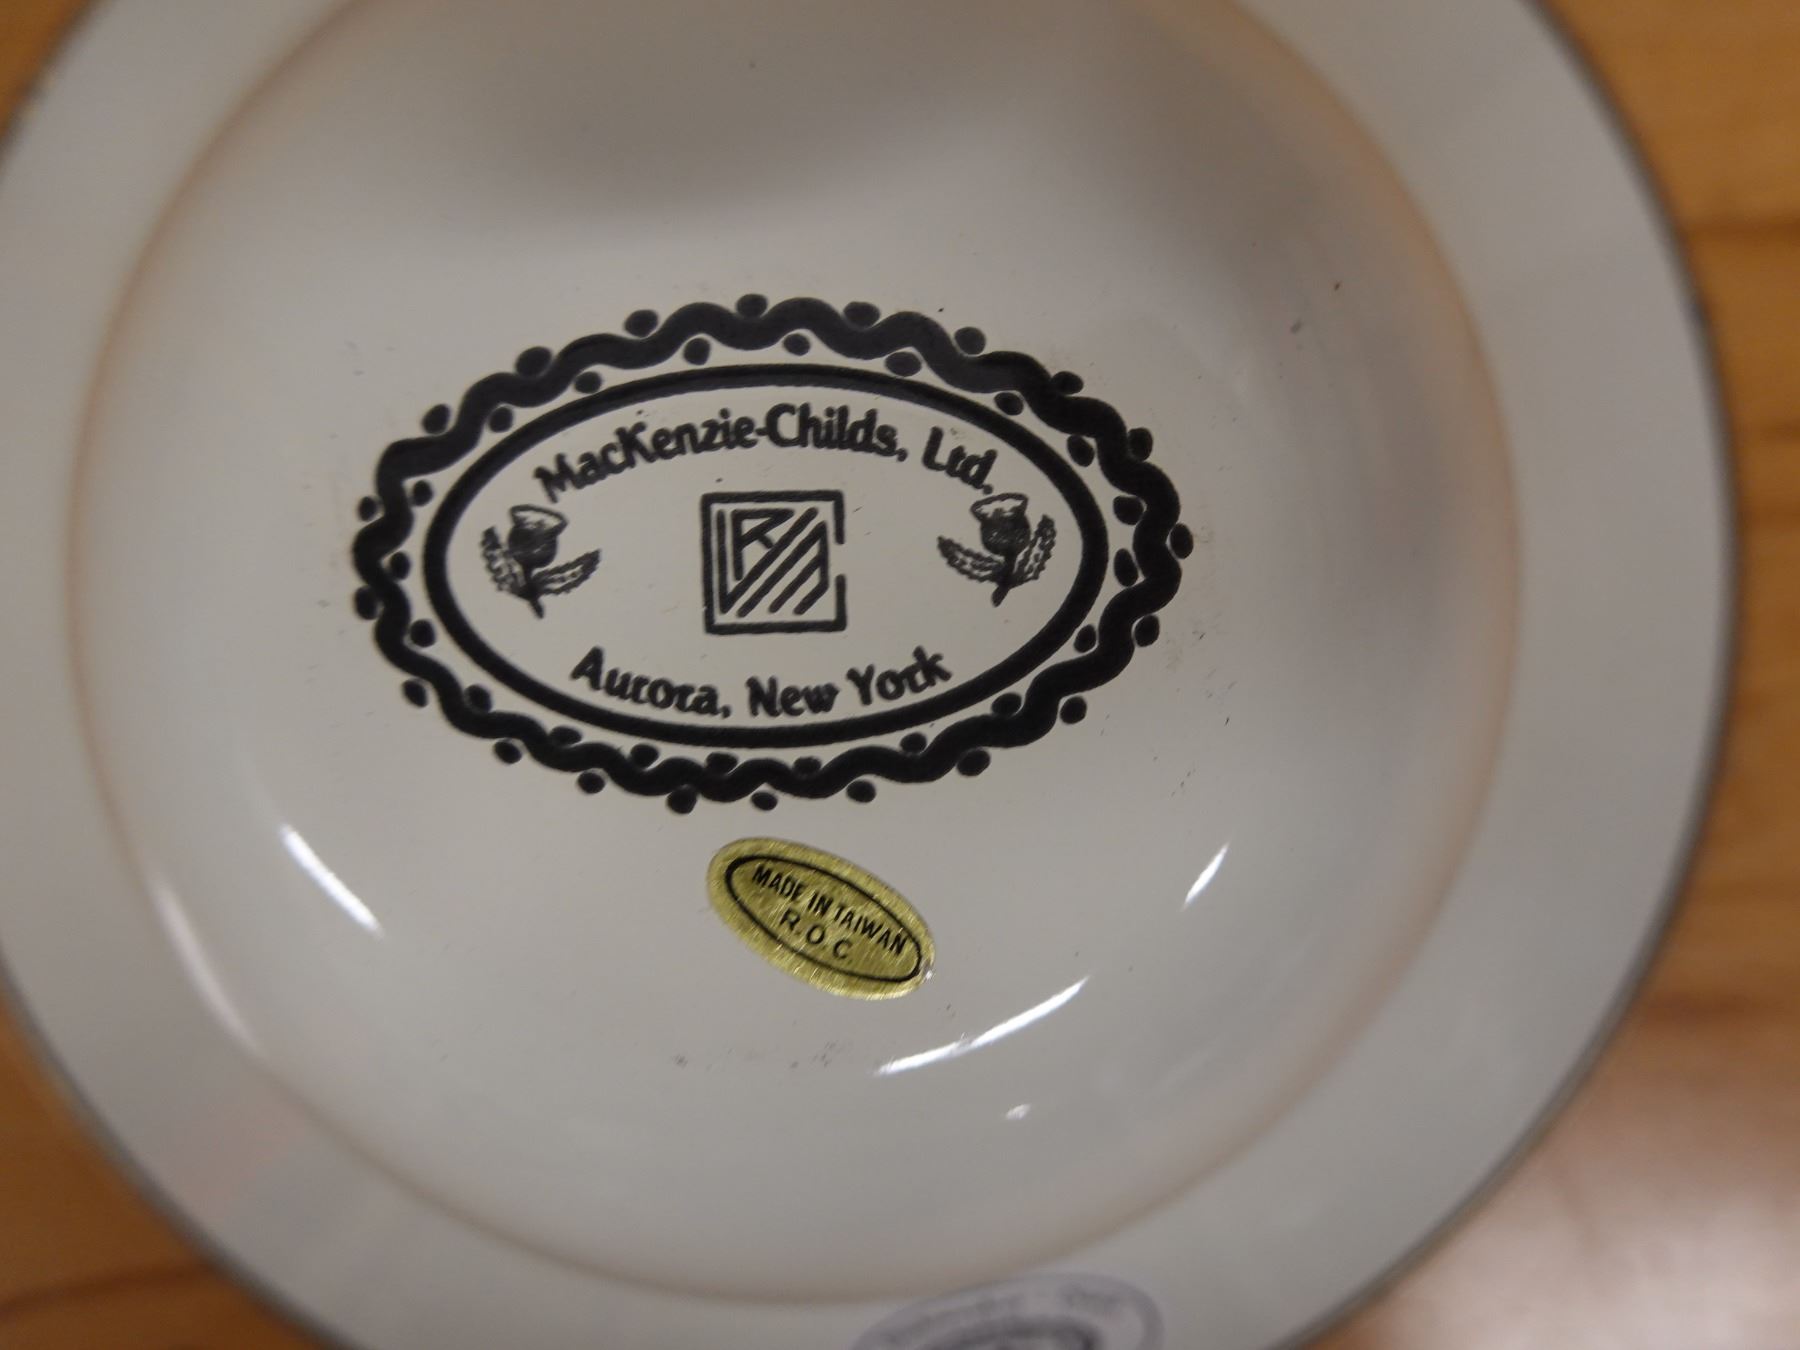 MacKenzie-Childs, Ltd.
Aurora, New York
MADE IN TAIWAN
R.O.C.